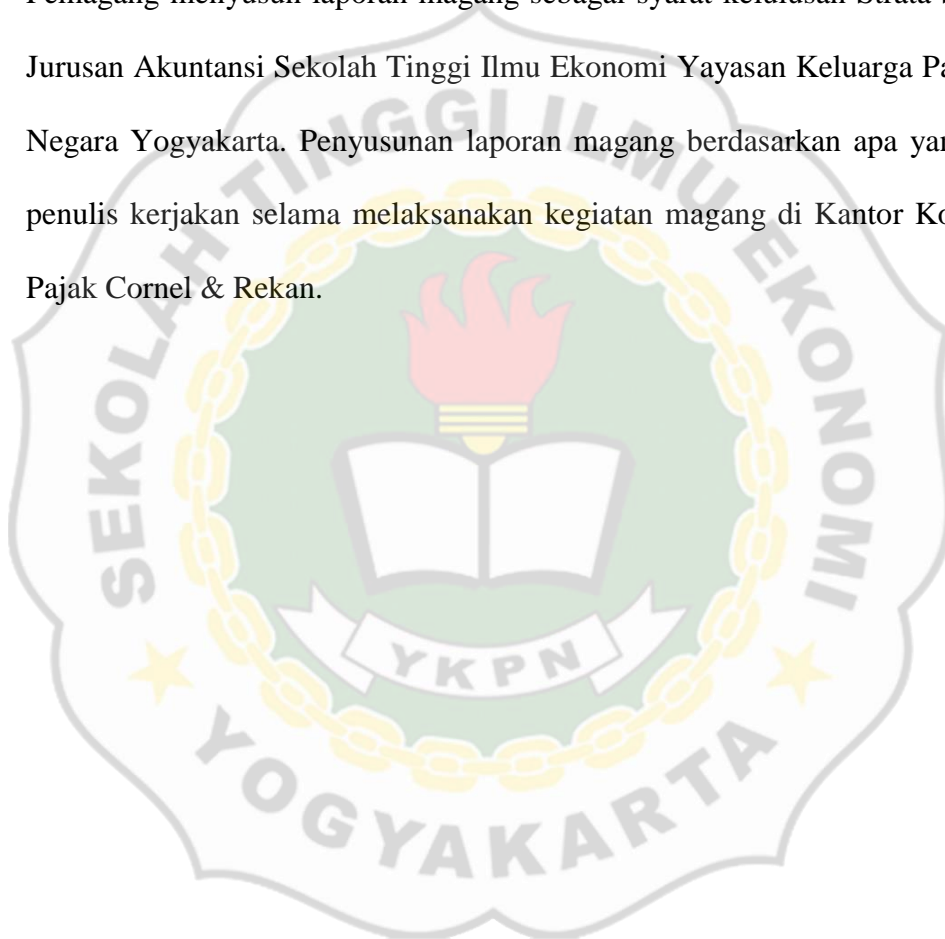 Pemagang menyusun laporan magang sebagai syarat kelulusan Strata
Jurusan Akuntansi Sekolah Tinggi Ilmu Ekonomi Yayasan Keluarga
Negara Yogyakarta. Penyusunan laporan magang berdasarkan apa
penulis kerjakan selama melaksanakan kegiatan magang di Kantor
Pajak Cornel & Rekan.
SEKOLAH TINGGI ILMU EKONOMI
YKPN
YOGYAKARTA